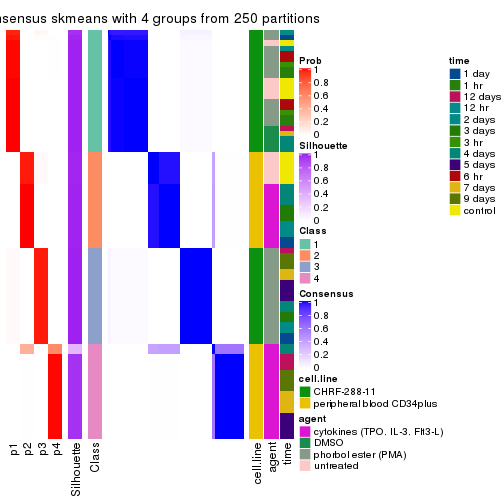 nsensus skmeans with 4 groups from 250 partitions
Prob
1
0.8
0.6
0.4
0.2
0
Silhouette
1
0.8
0.6
0.4
0.2
0
Class
1
2
3
4
Consensus
1
0.8
0.6
0.4
0.2
0
cell.line
CHRF-288-11
peripheral blood CD34plus
agent
cytokines (TPO. IL-3. Flt3-L)
DMSO
phorbol ester (PMA)
untreated
time
1 day
1 hr
12 days
12 hr
2 days
3 days
3 hr
4 days
5 days
6 hr
7 days
9 days
control
p1
p2
p3
p4
Silhouette
Class
cell.line
agent
time